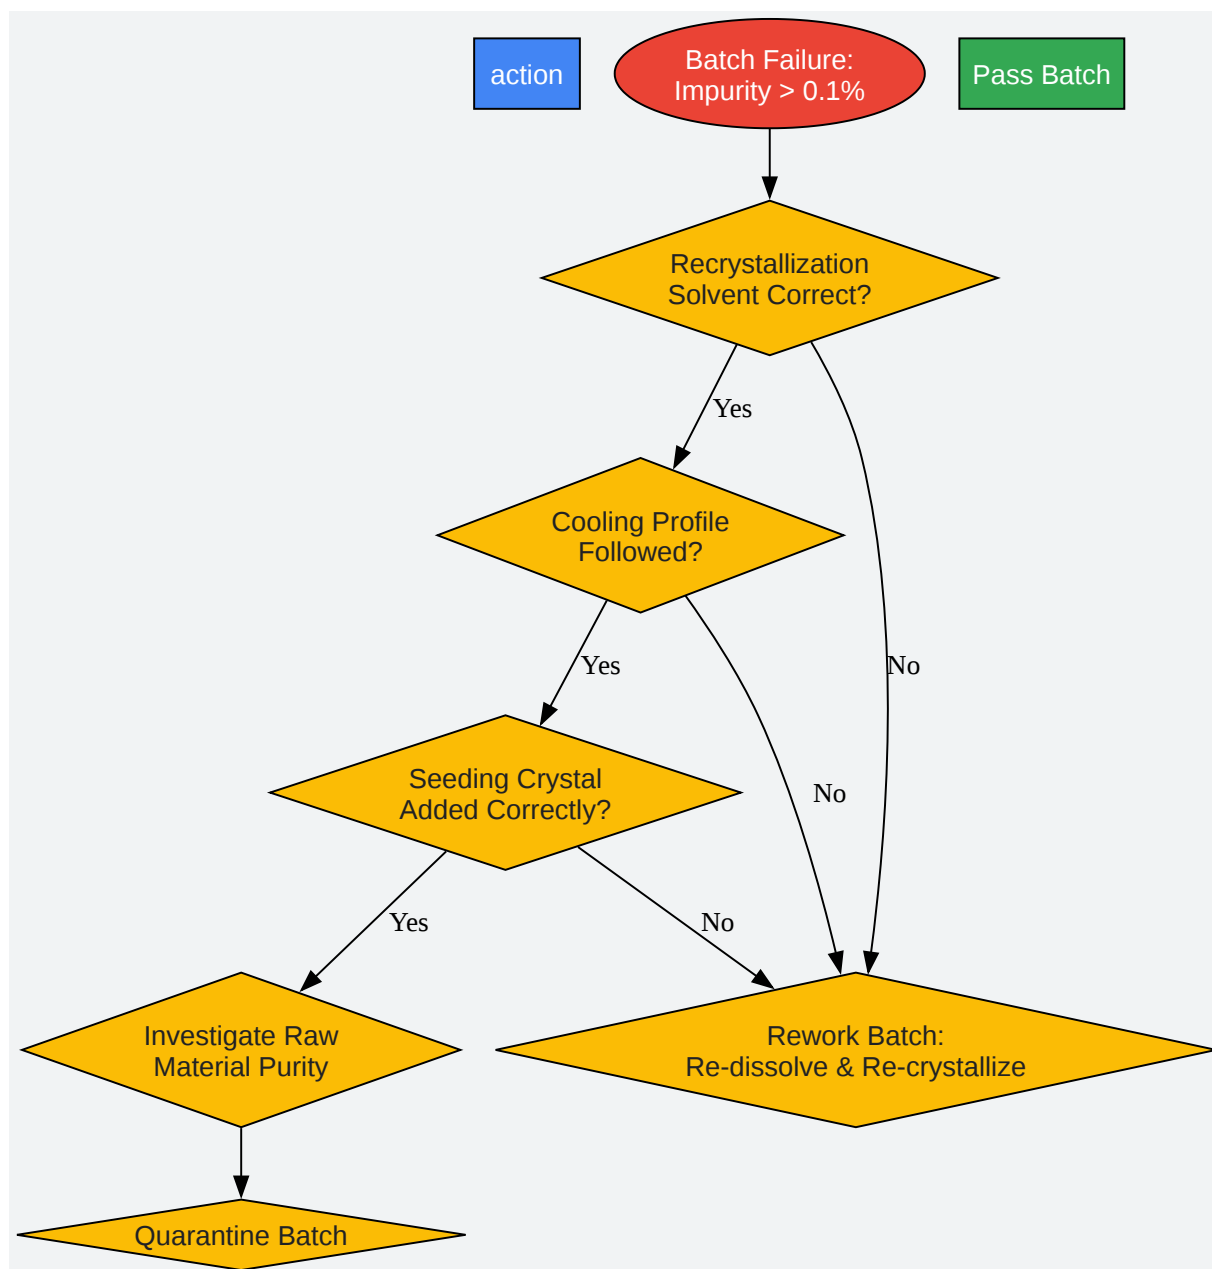 action
Batch Failure:
Impurity > 0.1%
Pass Batch
Recrystallization
Solvent Correct?
Yes
Cooling Profile
Followed?
Yes
No
Seeding Crystal
Added Correctly?
No
Yes
No
Investigate Raw
Material Purity
Rework Batch:
Re-dissolve & Re-crystallize
Quarantine Batch